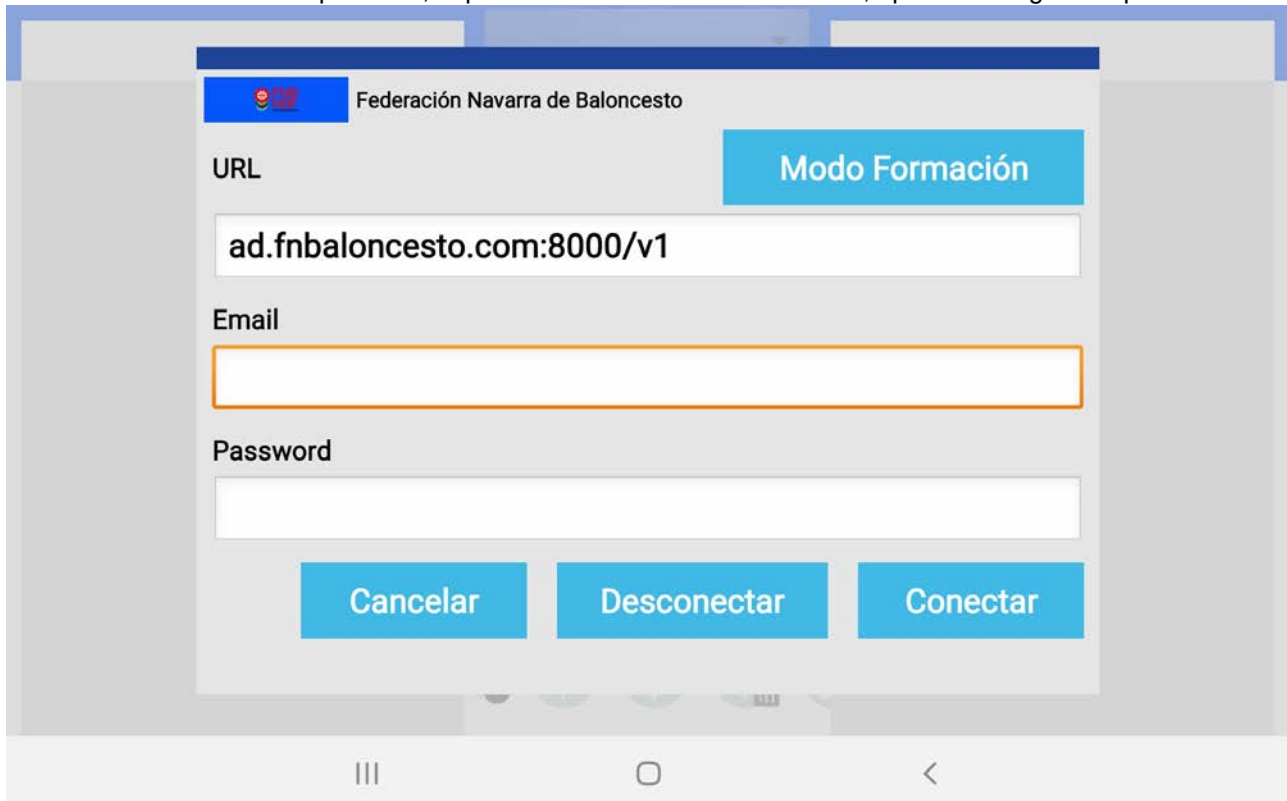 Federación Navarra de Baloncesto
URL
Modo Formación
ad.fnbaloncesto.com:8000/v1
Email
Password
Cancelar
Desconectar
Conectar